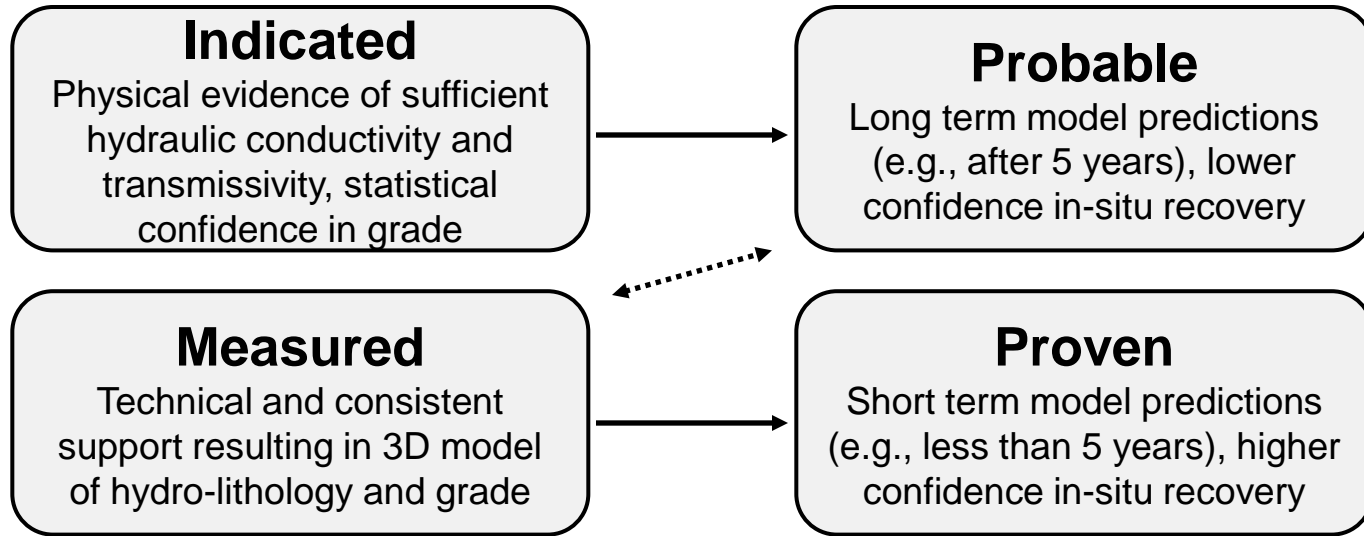 Indicated
Physical evidence of sufficient
hydraulic conductivity and
transmissivity, statistical
confidence in grade
Probable
Long term model predictions
(e.g., after 5 years), lower
confidence in-situ recovery
Measured
Technical and consistent
support resulting in 3D model
of hydro-lithology and grade
Proven
Short term model predictions
(e.g., less than 5 years), higher
confidence in-situ recovery